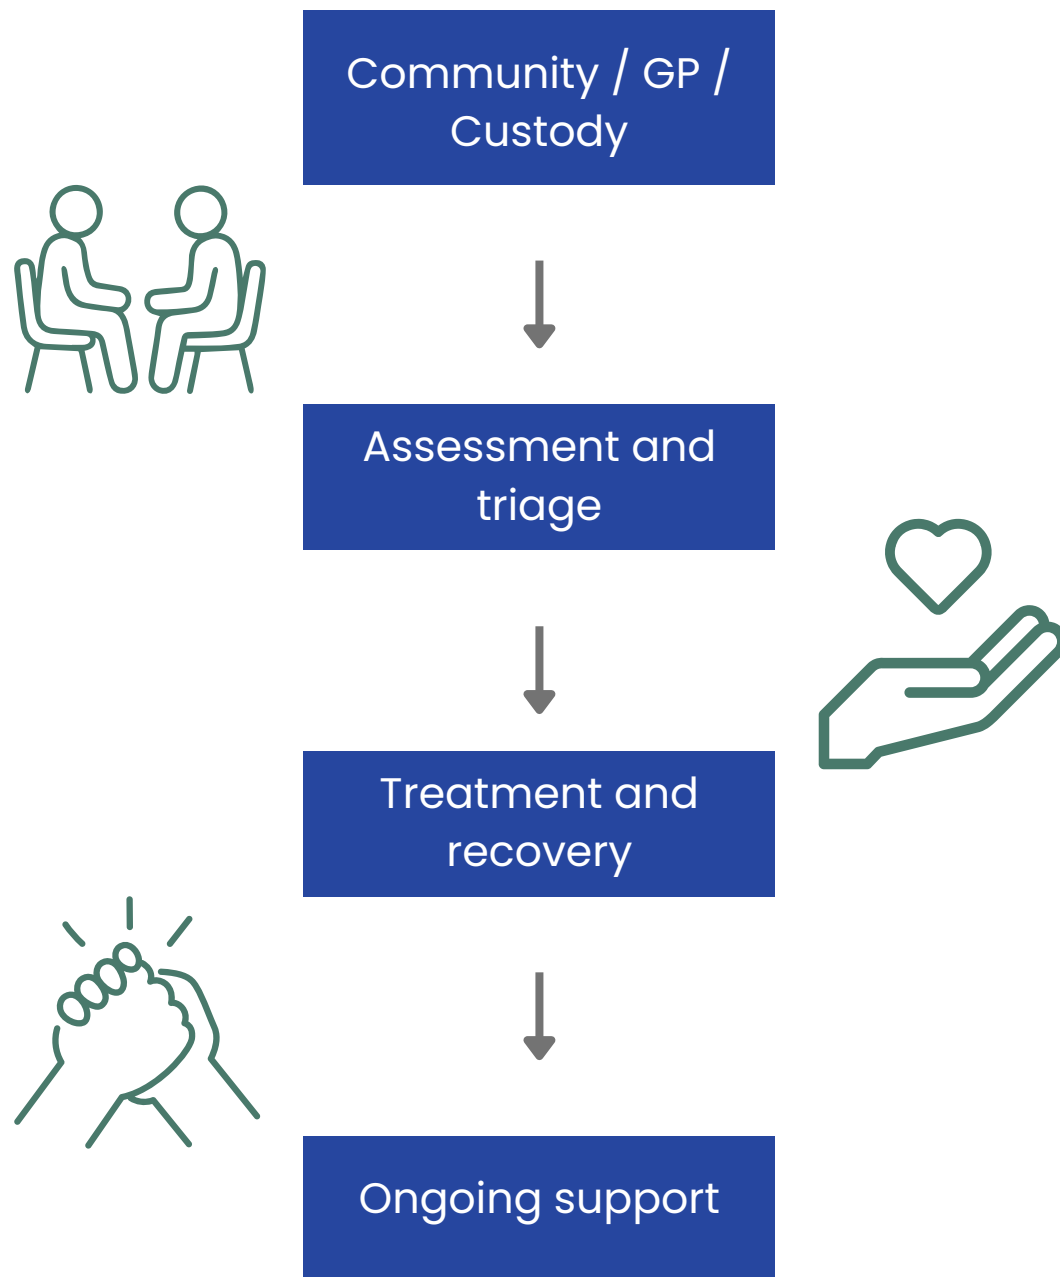 Community / GP /
Custody
Assessment and
triage
Treatment and
recovery
Ongoing support